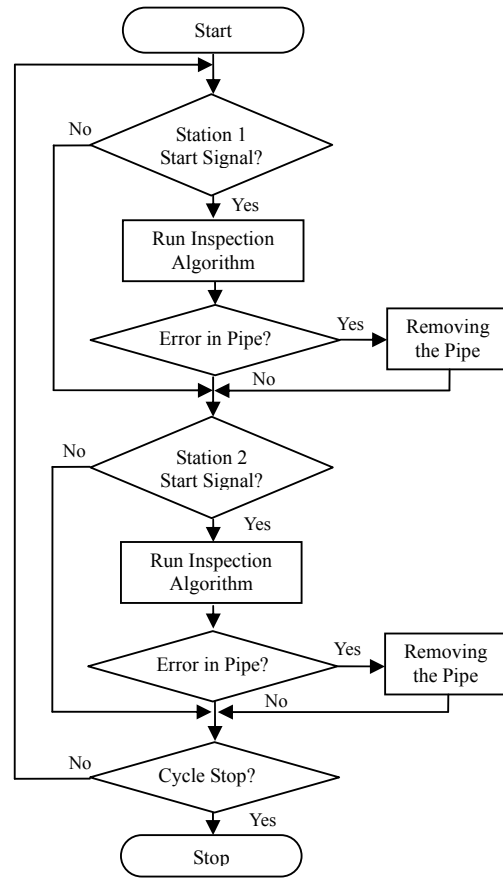 Start
No
Station 1
Start Signal?
Yes
Run Inspection
Algorithm
Error in Pipe?
Yes
Removing
the Pipe
No
No
Station 2
Start Signal?
Yes
Run Inspection
Algorithm
Error in Pipe?
Yes
Removing
the Pipe
No
No
Cycle Stop?
Yes
Stop